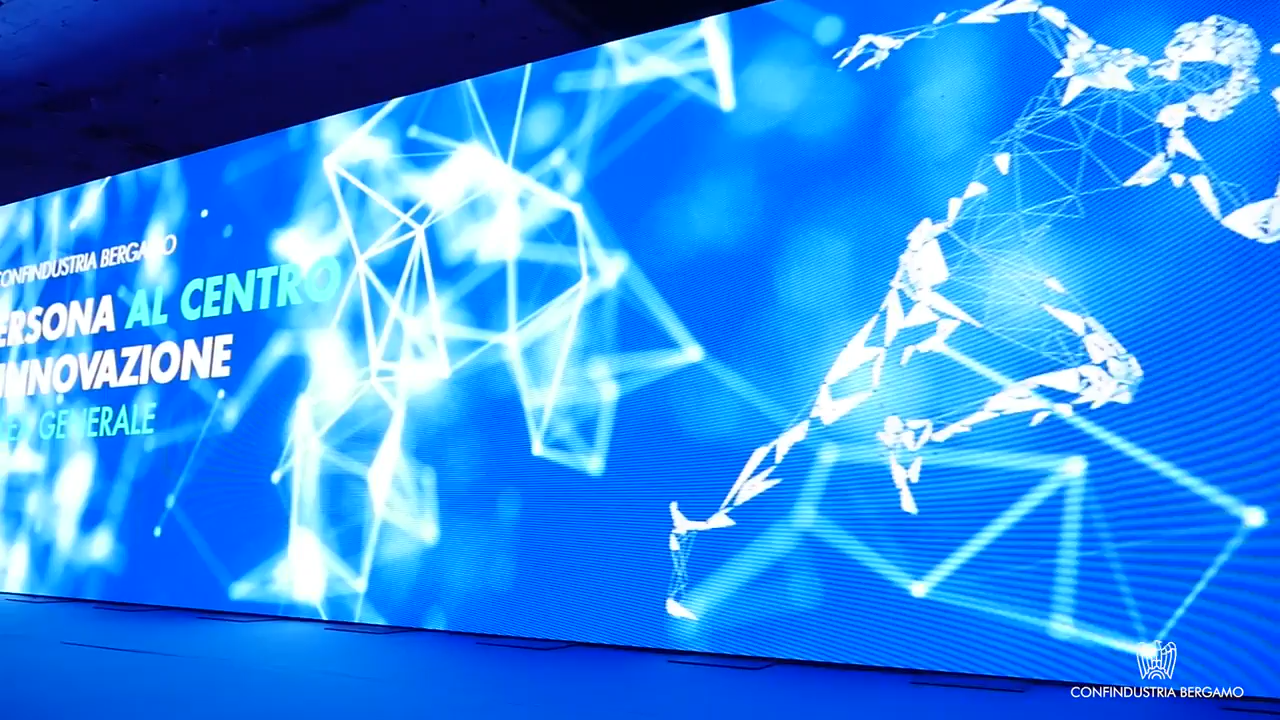 CONFINDUSTRIA BERGAMO
ERSONA AL CENTRO
INNOVAZIONE
GENERALE
CONFINDUSTRIA BERGAMO